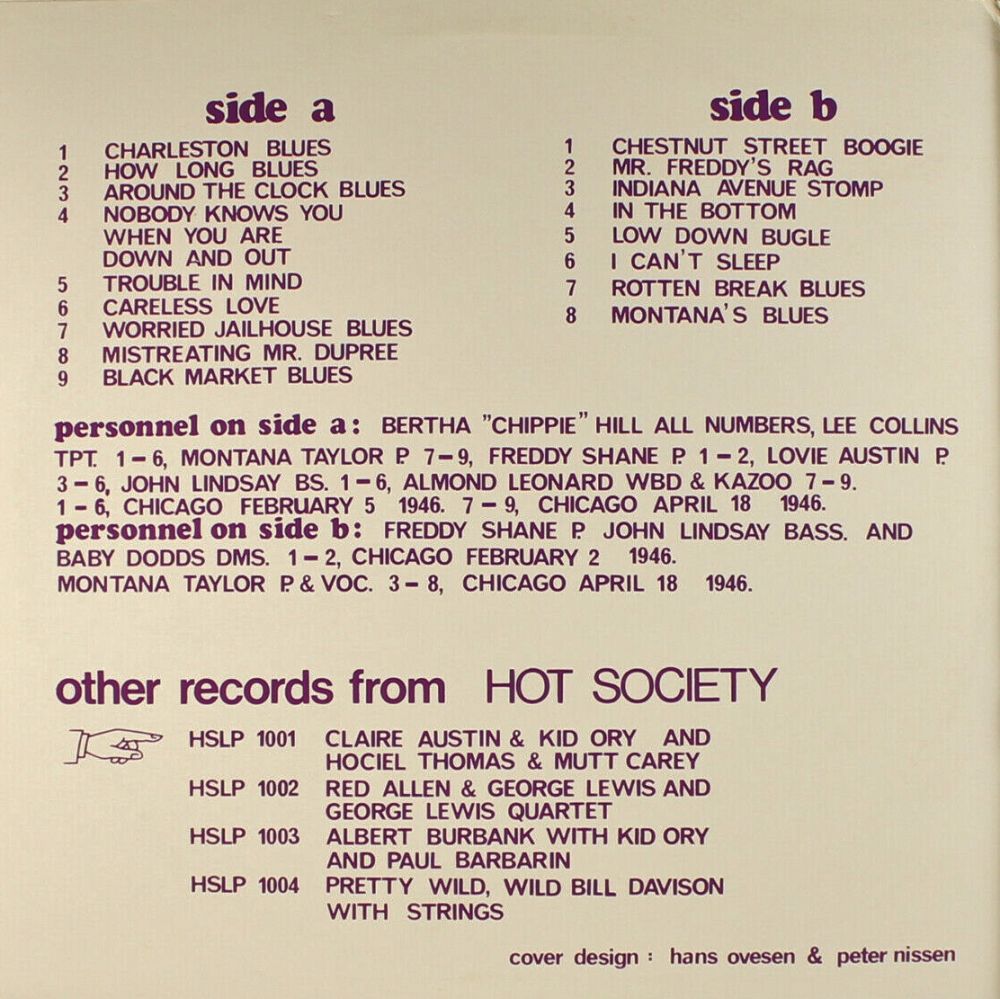 side a
1 CHARLESTON BLUES
2 HOW LONG BLUES
3 AROUND THE CLOCK BLUES
4 NOBODY KNOWS YOU
WHEN YOU ARE
DOWN AND OUT
5 TROUBLE IN MIND
6 CARELESS LOVE
7 WORRIED JAILHOUSE BLUES
8 MISTREATING MR. DUPREE
9 BLACK MARKET BLUES
side b
1 CHESTNUT STREET BOOGIE
2 MR. FREDDY'S RAG
3 INDIANA AVENUE STOMP
4 IN THE BOTTOM
5 LOW DOWN BUGLE
6 I CAN'T SLEEP
7 ROTTEN BREAK BLUES
8 MONTANA'S BLUES
personnel on side a: BERTHA "CHIPPIE" HILL ALL NUMBERS, LEE COLLINS
TPT. 1-6, MONTANA TAYLOR P. 7-9, FREDDY SHANE P. 1-2, LOVIE AUSTIN P.
3-6, JOHN LINDSAY BS. 1-6, ALMOND LEONARD WBD & KAZOO 7-9.
1-6, CHICAGO FEBRUARY 5 1946. 7-9, CHICAGO APRIL 18 1946.
personnel on side b: FREDDY SHANE P. JOHN LINDSAY BASS. AND
BABY DODDS DMS. 1-2, CHICAGO FEBRUARY 2 1946.
MONTANA TAYLOR P. & VOC. 3-8, CHICAGO APRIL 18 1946.
other records from HOT SOCIETY
HSLP 1001 CLAIRE AUSTIN & KID ORY AND
HOCIEL THOMAS & MUTT CAREY
HSLP 1002 RED ALLEN & GEORGE LEWIS AND
GEORGE LEWIS QUARTET
HSLP 1003 ALBERT BURBANK WITH KID ORY
AND PAUL BARBARIN
HSLP 1004 PRETTY WILD, WILD BILL DAVISON
WITH STRINGS
cover design : hans ovesen & peter nissen